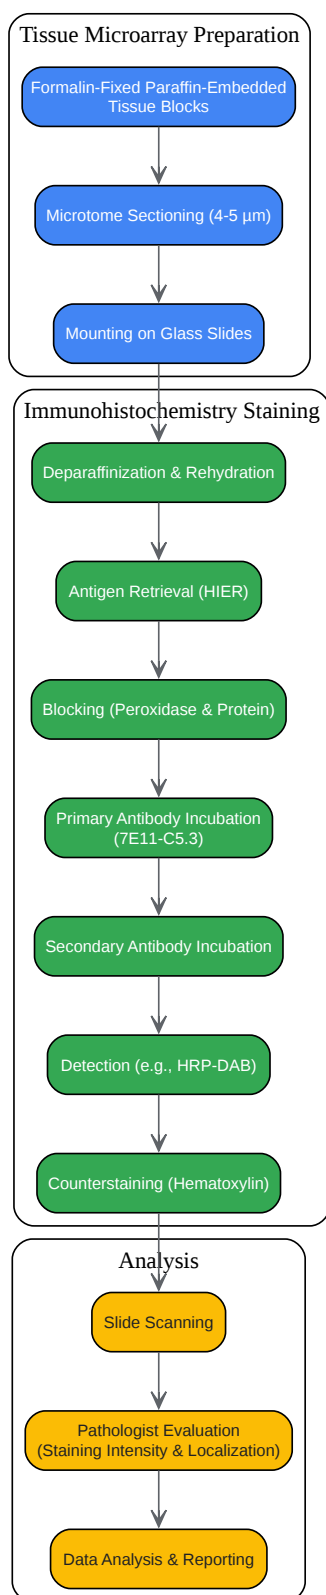 Tissue Microarray Preparation
Formalin-Fixed Paraffin-Embedded
Tissue Blocks
Microtome Sectioning (4-5 µm)
Mounting on Glass Slides
Immunohistochemistry Staining
Deparaffinization & Rehydration
Antigen Retrieval (HIER)
Blocking (Peroxidase & Protein)
Primary Antibody Incubation
(7E11-C5.3)
Secondary Antibody Incubation
Detection (e.g., HRP-DAB)
Counterstaining (Hematoxylin)
Analysis
Slide Scanning
Pathologist Evaluation
(Staining Intensity & Localization)
Data Analysis & Reporting